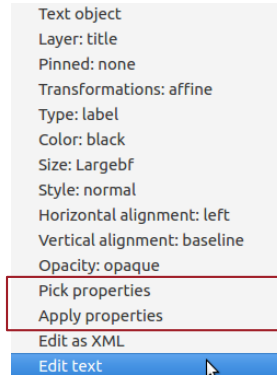 Text object
Layer: title
Pinned: none
Transformations: affine
Type: label
Color: black
Size: Largebf
Style: normal
Horizontal alignment: left
Vertical alignment: baseline
Opacity: opaque
Pick properties
Apply properties
Edit as XML
Edit text